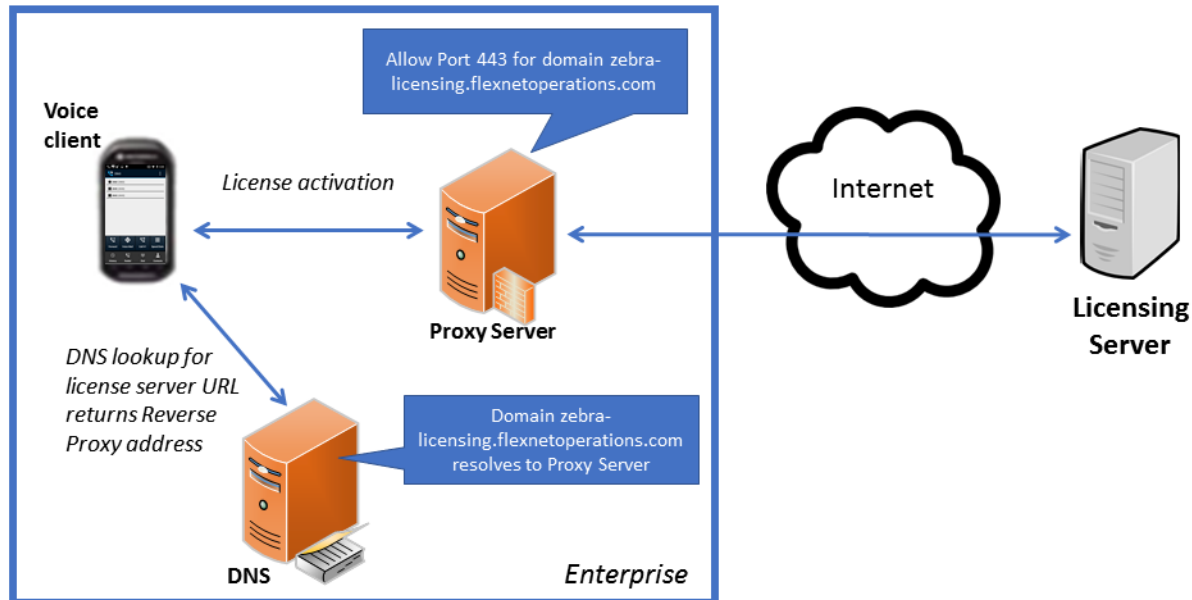 Allow Port 443 for domain zebra-
licensing.flexnetoperations.com
Voice
client
License activation
Internet
Proxy Server
Licensing
Server
DNS lookup for
license server URL
returns Reverse
Proxy address
Domain zebra-
licensing.flexnetoperations.com
resolves to Proxy Server
DNS
Enterprise